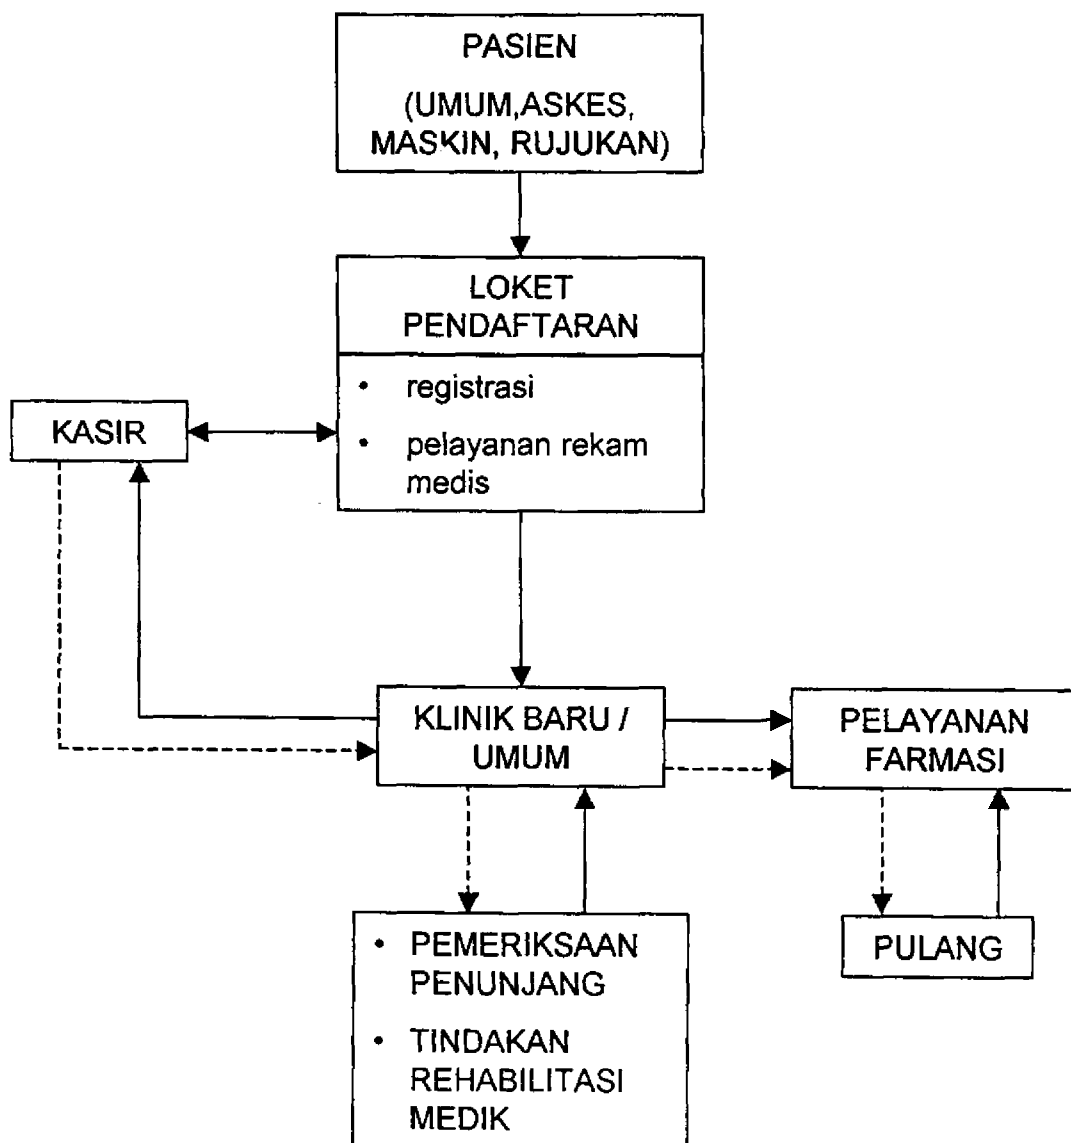 PASIEN
(UMUM,ASKES,
MASKIN, RUJUKAN)
LOKET
PENDAFTARAN
• registrasi
• pelayanan rekam
medis
KASIR
KLINIK BARU /
UMUM
PELAYANAN
FARMASI
• PEMERIKSAAN
PENUNJANG
• TINDAKAN
REHABILITASI
MEDIK
PULANG